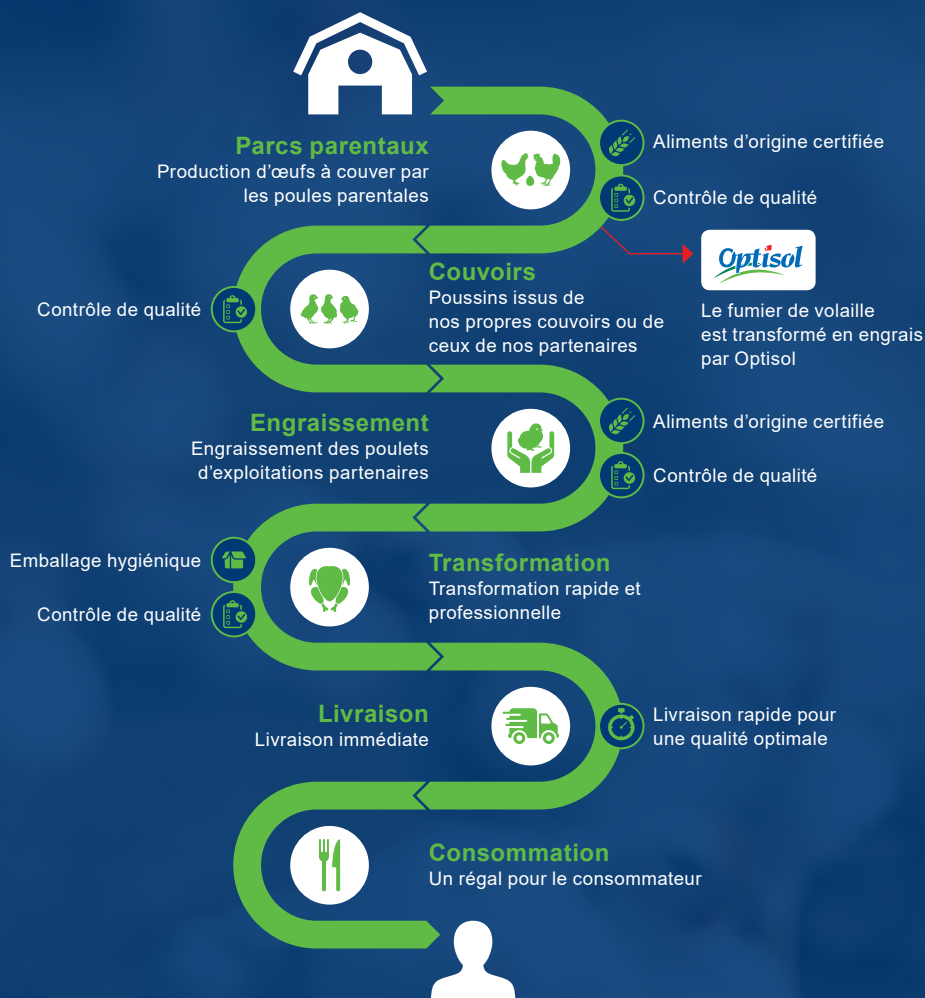 Parcs parentaux
Production d'œufs à couver par
les poules parentales
Aliments d'origine certifiée
Contrôle de qualité
Optisol
Le fumier de volaille
est transformé en engrais
par Optisol
Couvoirs
Poussins issus de
nos propres couvoirs ou de
ceux de nos partenaires
Contrôle de qualité
Engraissement
Engraissement des poulets
d'exploitations partenaires
Aliments d'origine certifiée
Contrôle de qualité
Emballage hygiénique
Contrôle de qualité
Transformation
Transformation rapide et
professionnelle
Livraison
Livraison immédiate
Livraison rapide pour
une qualité optimale
Consommation
Un régal pour le consommateur